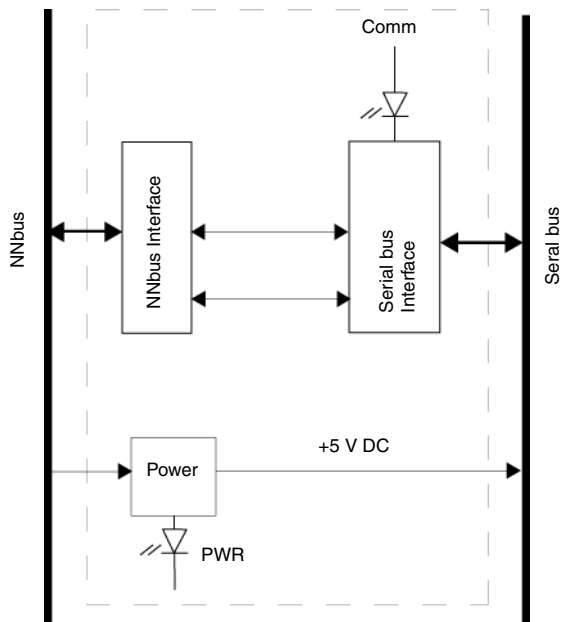 Comm
NNbus
NNbus Interface
Serial bus
Interface
Seral bus
+5 V DC
Power
PWR